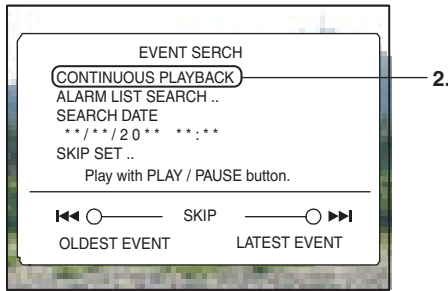 EVENT SERCH
CONTINUOUS PLAYBACK
2.
ALARM LIST SEARCH ..
SEARCH DATE
**/**/20** **:**
SKIP SET ..
Play with PLAY / PAUSE button.
SKIP
OLDEST EVENT LATEST EVENT